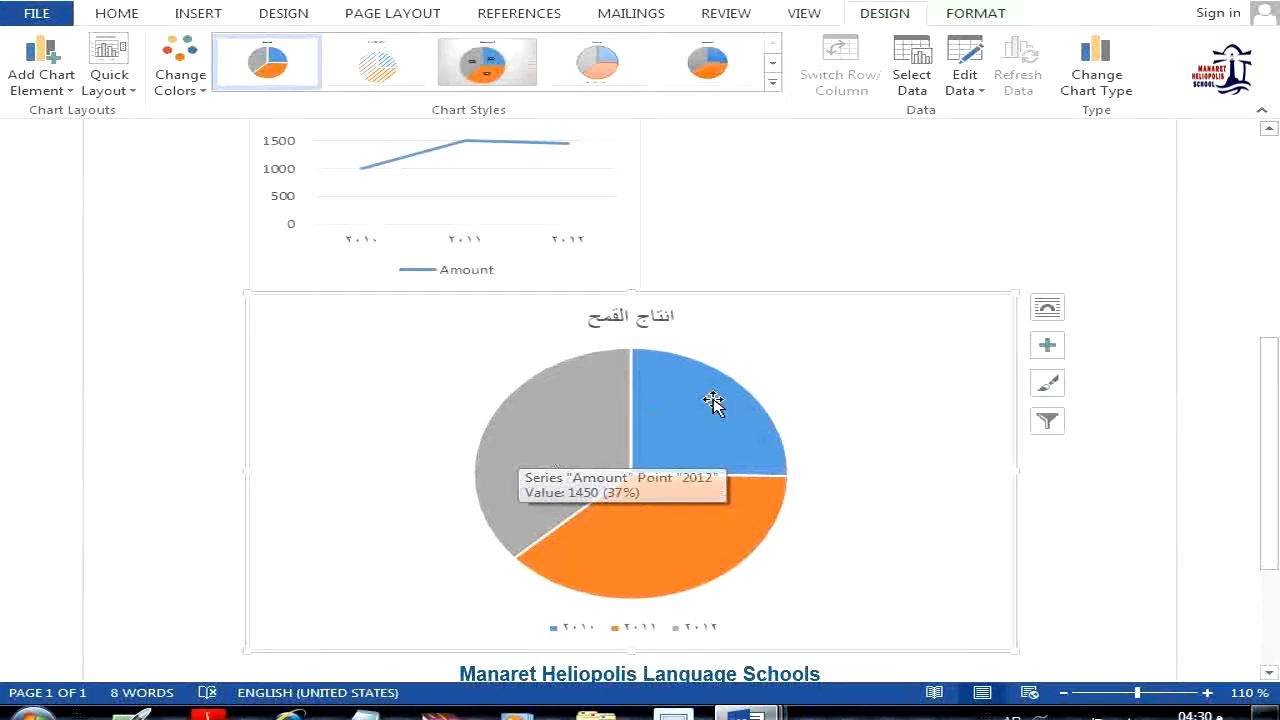 FILE HOME INSERT DESIGN PAGE LAYOUT REFERENCES MAILINGS REVIEW VIEW DESIGN FORMAT Sign in
Add Chart Element
Quick Layout
Change Colors
Switch Row/ Column
Select Data
Edit Data
Refresh Data
Change Chart Type
MANARET HELIOPOLIS SCHOOL
Chart Layouts Chart Styles Data Type
1500
1000
500
0
٢٠١٠ ٢٠١١ ٢٠١٢
Amount
انتاج القمح
Series "Amount" Point "2012"
Value: 1450 (37%)
٢٠١٠ ٢٠١١ ٢٠١٢
Manaret Heliopolis Language Schools
PAGE 1 OF 1 8 WORDS ENGLISH (UNITED STATES) 110 %
04:30